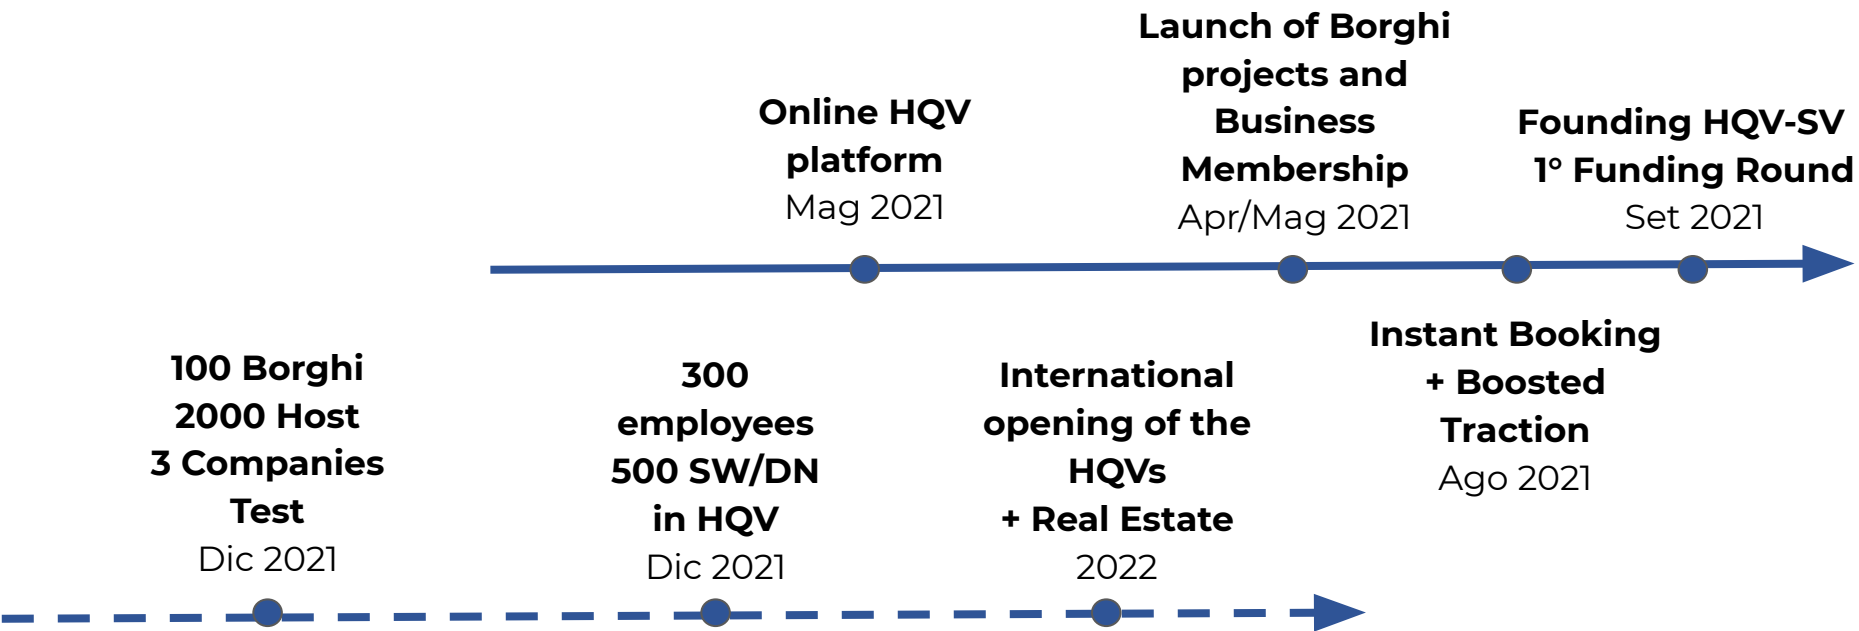 Online HQV
platform
Mag 2021
Launch of Borghi
projects and
Business
Membership
Apr/Mag 2021
Founding HQV-SV
1° Funding Round
Set 2021
Instant Booking
+ Boosted
Traction
Ago 2021
100 Borghi
2000 Host
3 Companies
Test
Dic 2021
300
employees
500 SW/DN
in HQV
Dic 2021
International
opening of the
HQVs
+ Real Estate
2022